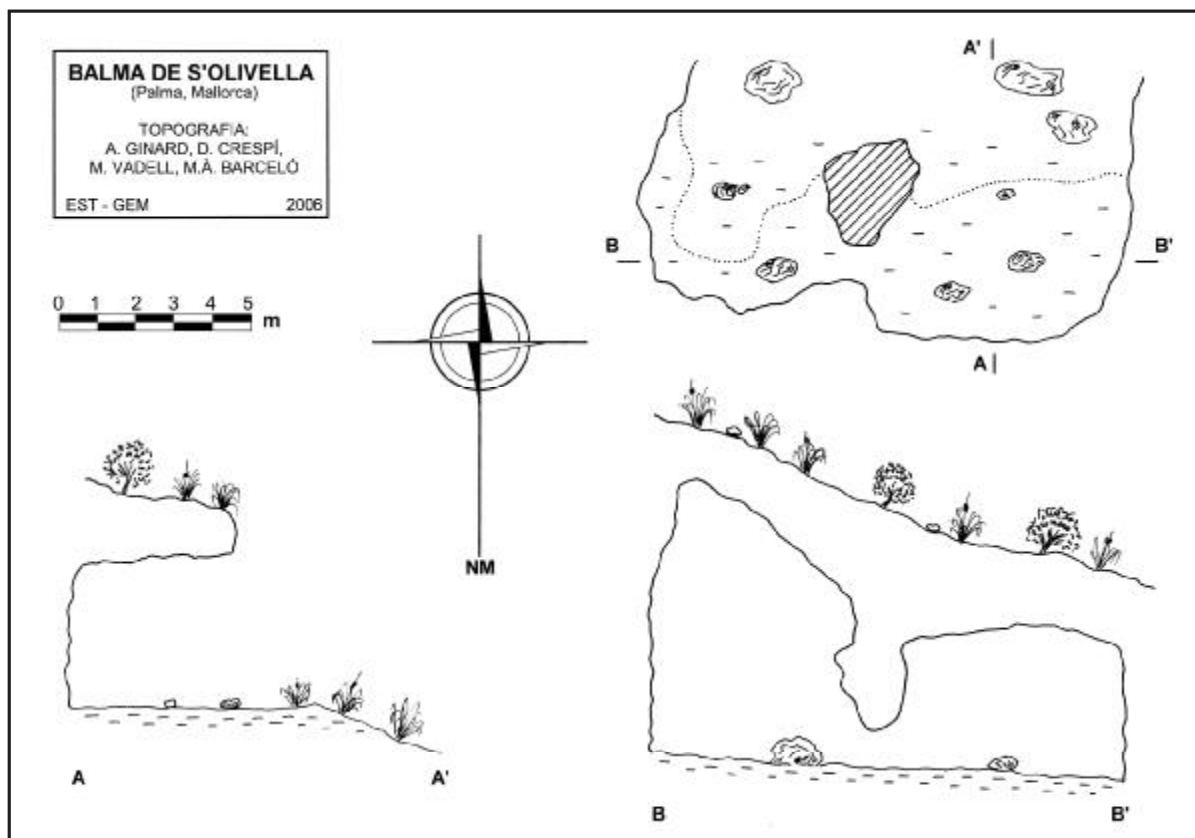 BALMA DE S'OLIVELLA
(Palma, Mallorca)
TOPOGRAFIA:
A. GINARD, D. CRESPÍ,
M. VADELL, M.À. BARCELÓ
EST - GEM 2006
0 1 2 3 4 5
m
NM
A'
B B'
A
A A'
B B'